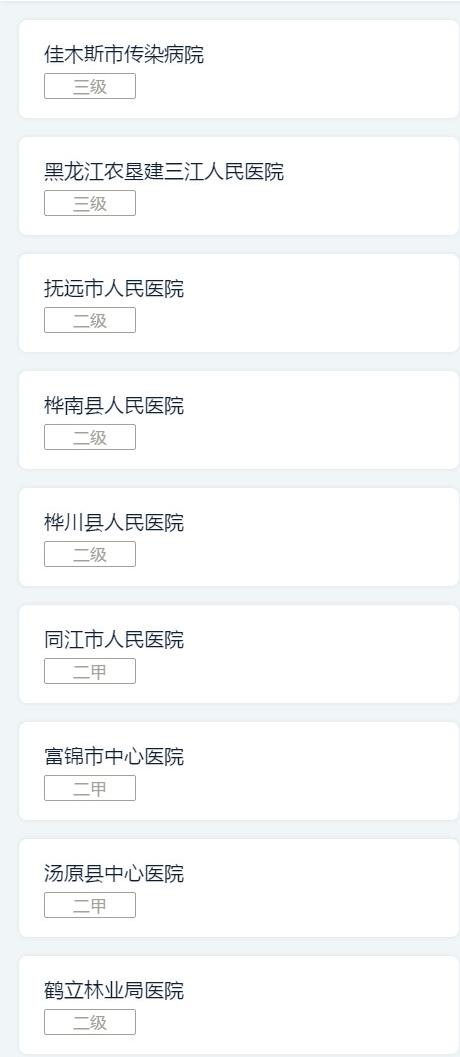 佳木斯市传染病院
三级
黑龙江农垦建三江人民医院
三级
抚远市人民医院
二级
桦南县人民医院
二级
桦川县人民医院
二级
同江市人民医院
二甲
富锦市中心医院
二甲
汤原县中心医院
二甲
鹤立林业局医院
二级